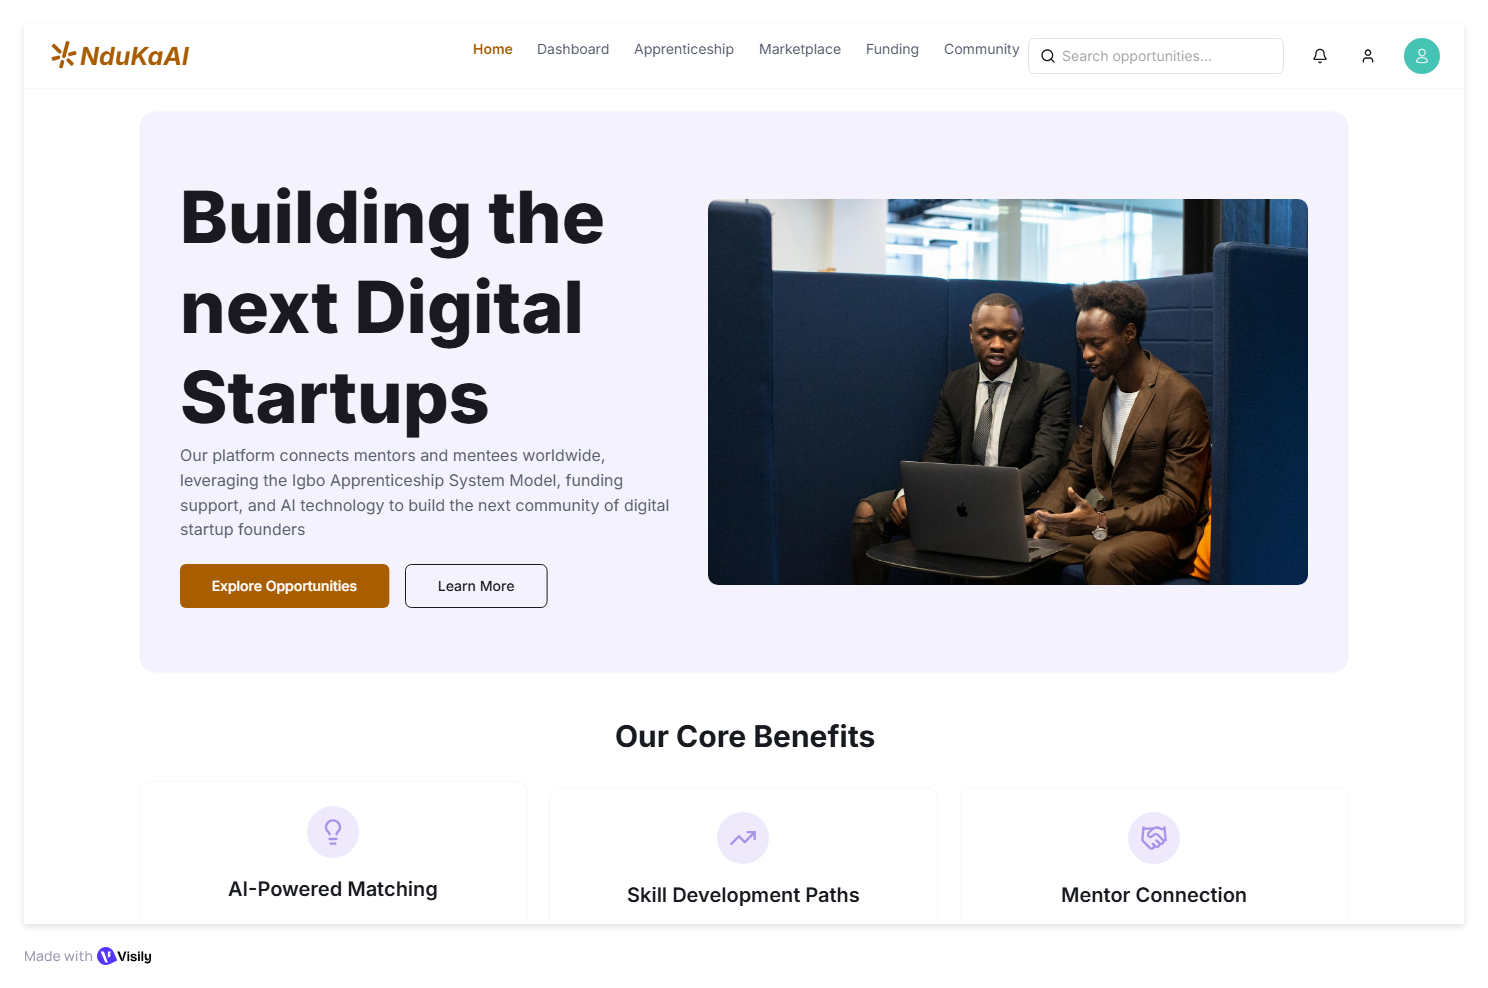 NduKaAI
Home Dashboard Apprenticeship Marketplace Funding Community Search opportunities...
Building the
next Digital
Startups
Our platform connects mentors and mentees worldwide,
leveraging the Igbo Apprenticeship System Model, funding
support, and AI technology to build the next community of digital
startup founders
Explore Opportunities Learn More
Our Core Benefits
AI-Powered Matching
Skill Development Paths
Mentor Connection
Made with Visily